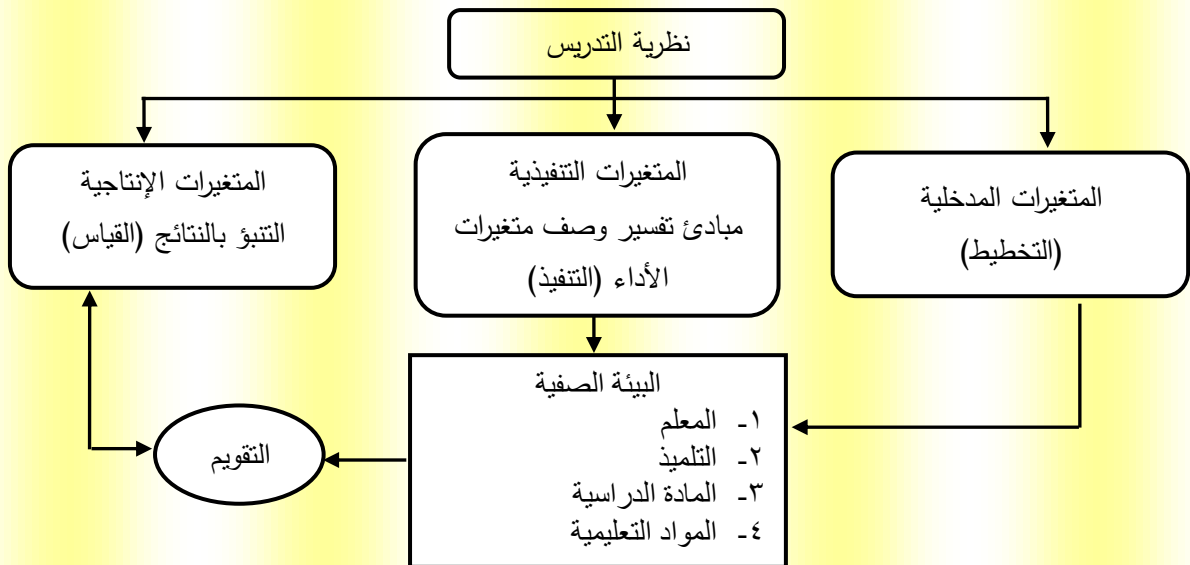 نظرية التدريس
المتغيرات المدخلية
(التخطيط)
المتغيرات التنفيذية
مبادئ تفسير وصف متغيرات
الأداء (التنفيذ)
المتغيرات الإنتاجية
التنبؤ بالنتائج (القياس)
البيئة الصفية
١- المعلم
٢- التلميذ
٣- المادة الدراسية
٤- المواد التعليمية
التقويم